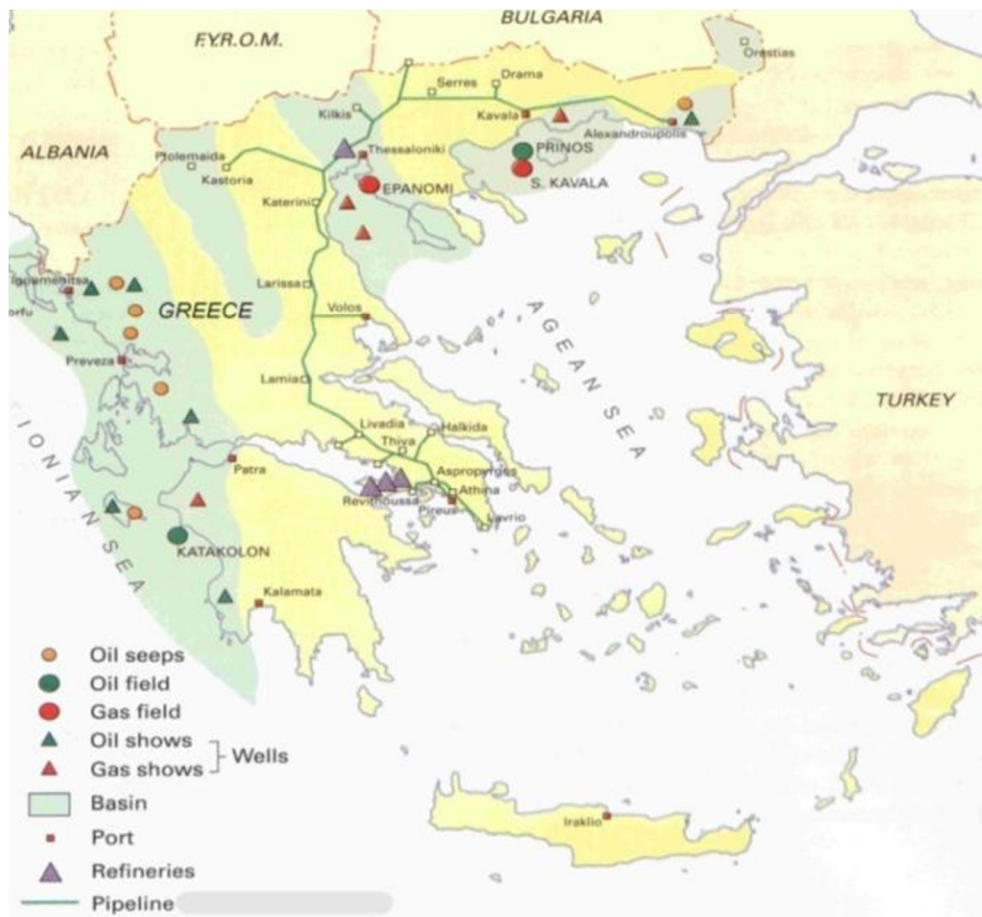 BULGARIA
F.Y.R.O.M.
Orestias
Drama
Serres
Kilkis
Kavala
Alexandroupolis
ALBANIA
Ptolemaida
Thessaloniki
PRINOS
Kastoria
EPANOMI
S. KAVALA
Katerini
Igoumenitsa
Larissa
GREECE
orfu
Volos
Preveza
AGEAN SEA
Lamia
TURKEY
IONIAN SEA
Livadia
Halkida
Thiva
Patra
Aspropyrgos
Athina
Revithoussa
Pireus
Lavrio
KATAKOLON
Kalamata
Oil seeps
Oil field
Gas field
Oil shows
Wells
Gas shows
Basin
Port
Iraklio
Refineries
Pipeline